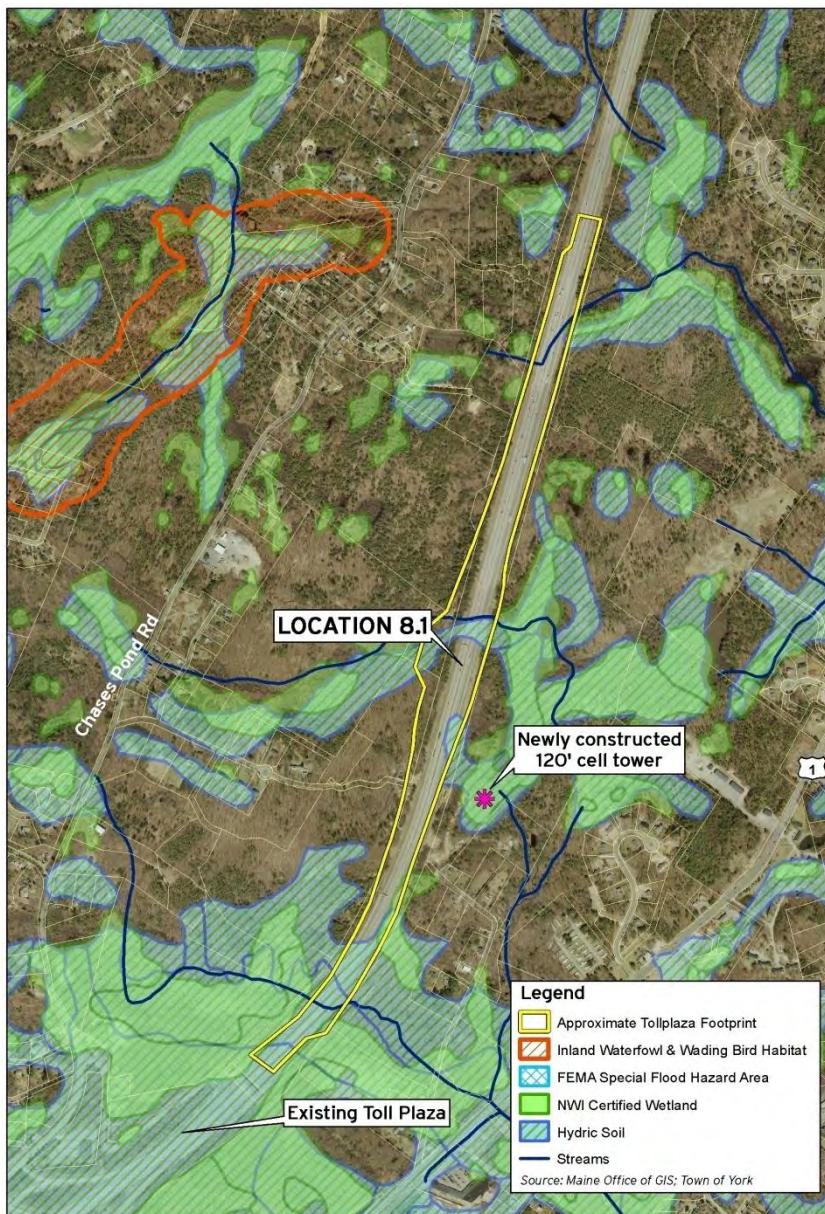 LOCATION 8.1
Chases Pond Rd
Newly constructed
120' cell tower
1
Existing Toll Plaza
Legend
Approximate Tollplaza Footprint
Inland Waterfowl & Wading Bird Habitat
FEMA Special Flood Hazard Area
NWI Certified Wetland
Hydric Soil
Streams
Source: Maine Office of GIS; Town of York